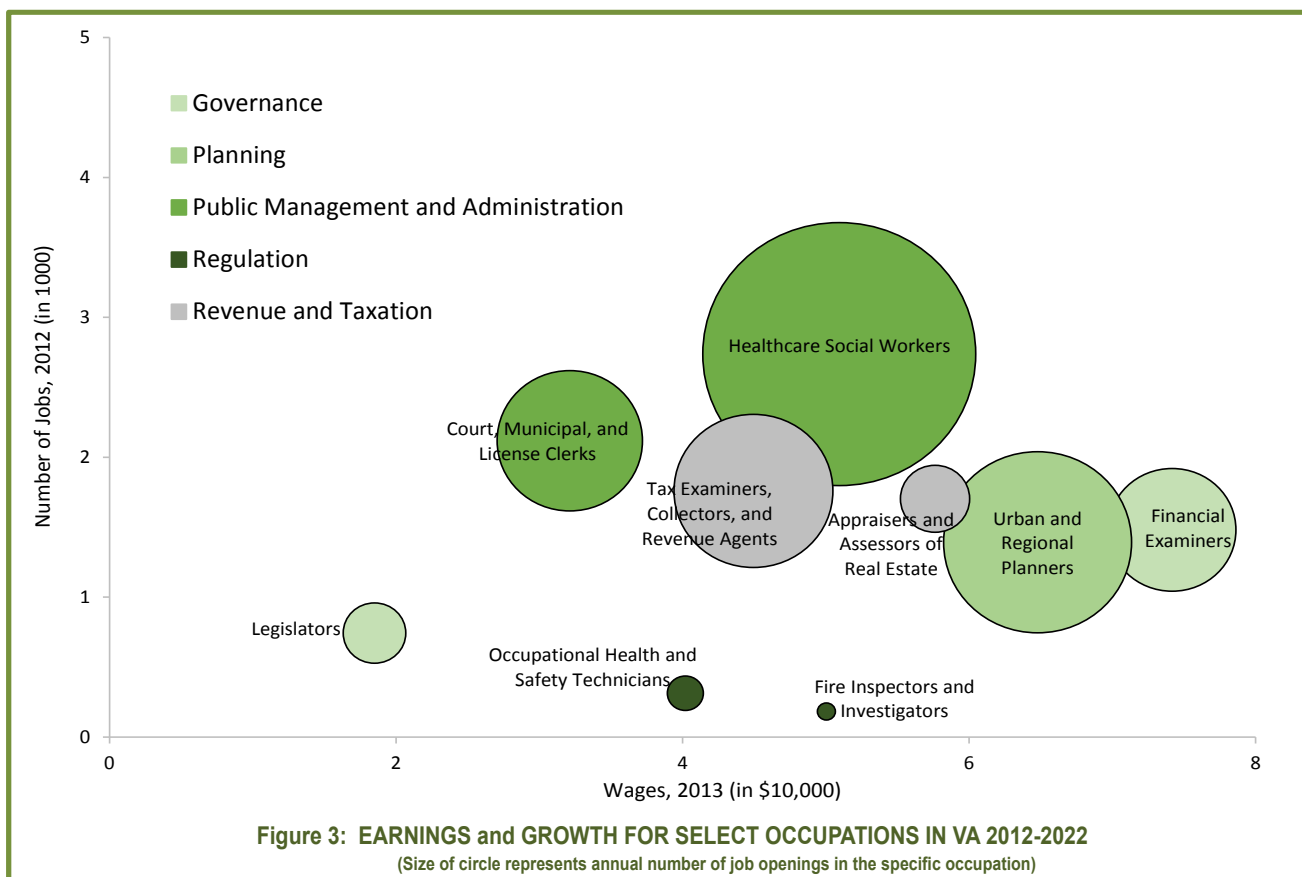 5
4
3
2
1
0
Number of Jobs, 2012 (in 1000)
Governance
Planning
Public Management and Administration
Regulation
Revenue and Taxation
Healthcare Social Workers
Court, Municipal, and
License Clerks
Tax Examiners,
Collectors, and
Revenue Agents
Appraisers and
Assessors of
Real Estate
Urban and
Regional
Planners
Financial
Examiners
Legislators
Occupational Health and
Safety Technicians
Fire Inspectors and
Investigators
0
2
4
6
8
Wages, 2013 (in $10,000)
Figure 3: EARNINGS and GROWTH FOR SELECT OCCUPATIONS IN VA 2012-2022
(Size of circle represents annual number of job openings in the specific occupation)